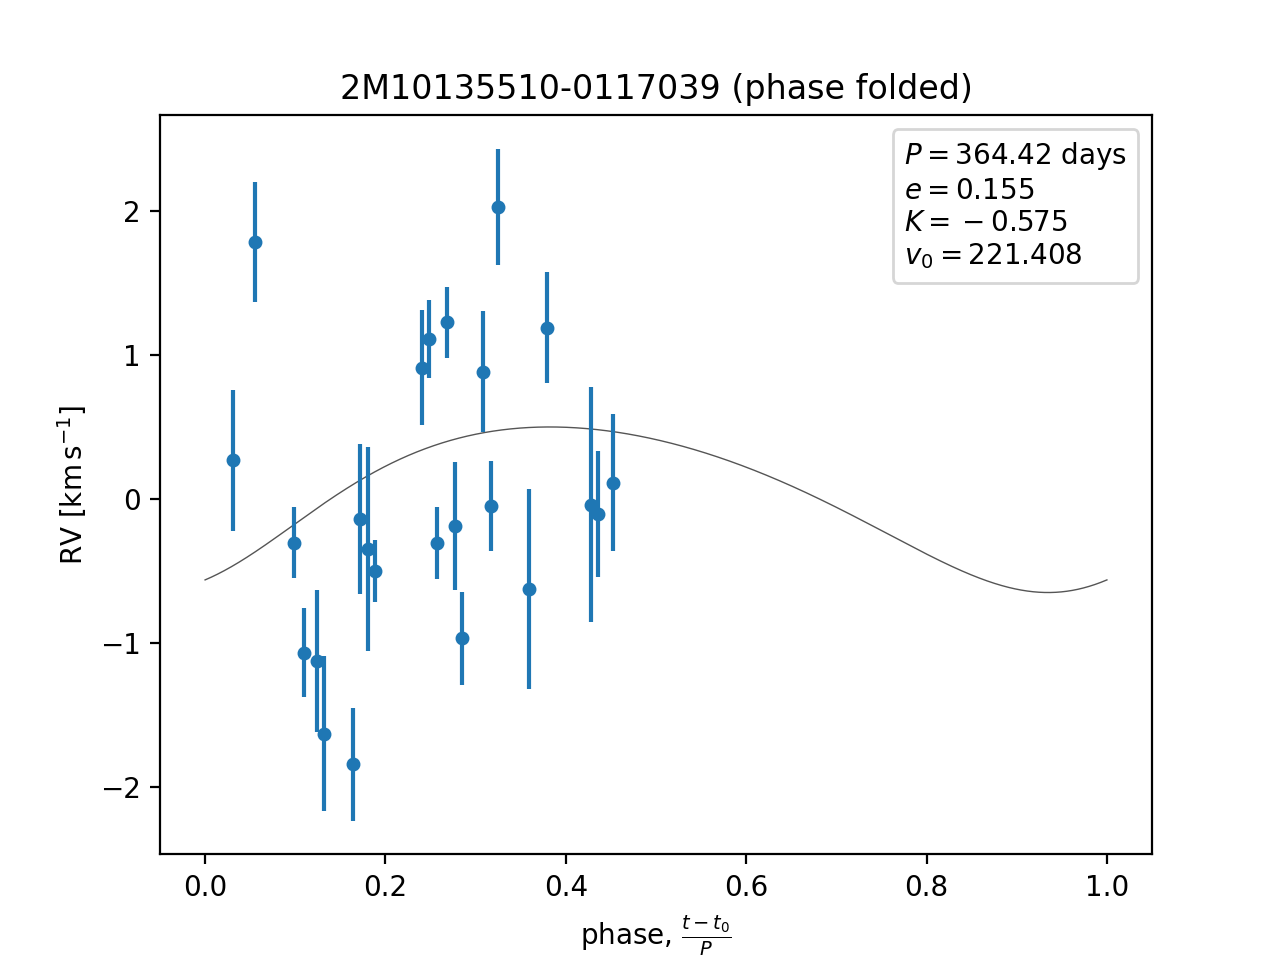 2M10135510-0117039 (phase folded)
P = 364.42 days
e = 0.155
K = −0.575
v₀ = 221.408
RV [km s⁻¹]
2
1
0
−1
−2
0.0 0.2 0.4 0.6 0.8 1.0
phase, (t − t₀)/P